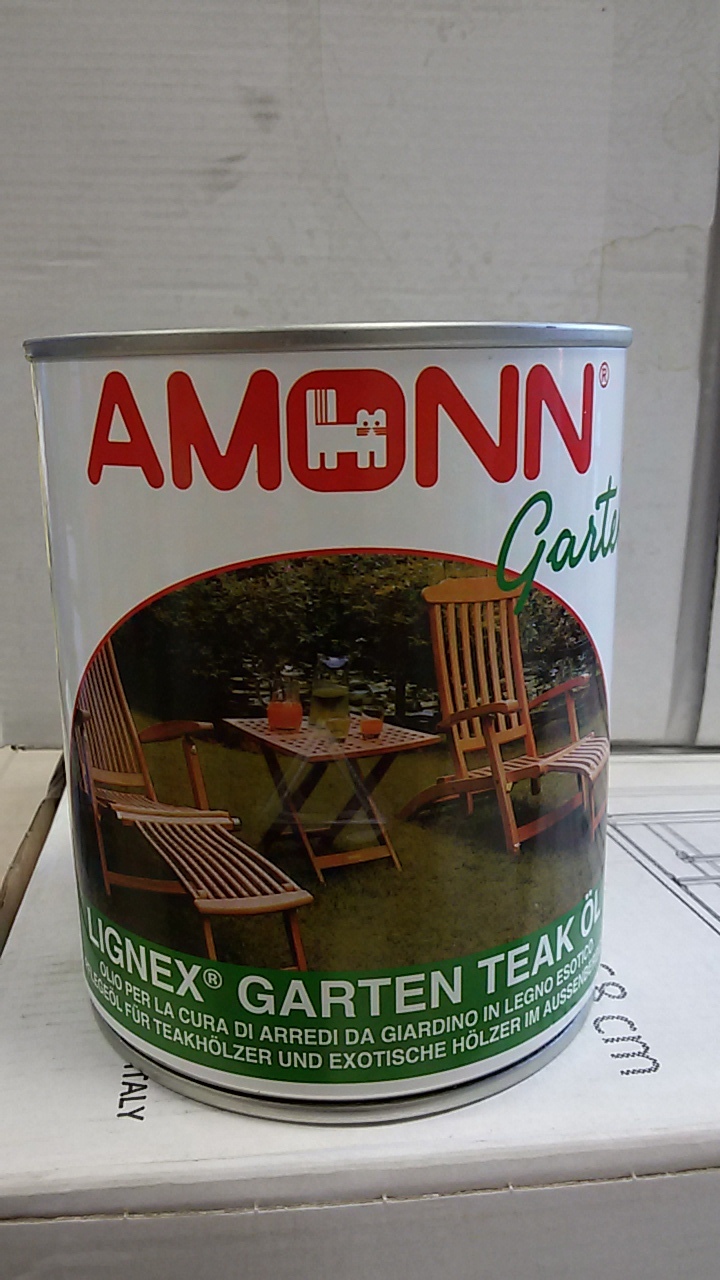 AMONN®
Garte
LIGNEX® GARTEN TEAK ÖL
OLIO PER LA CURA DI ARREDI DA GIARDINO IN LEGNO ESOTICO
FÜR TEAKHÖLZER UND EXOTISCHE HÖLZER IM
cm
ITALY